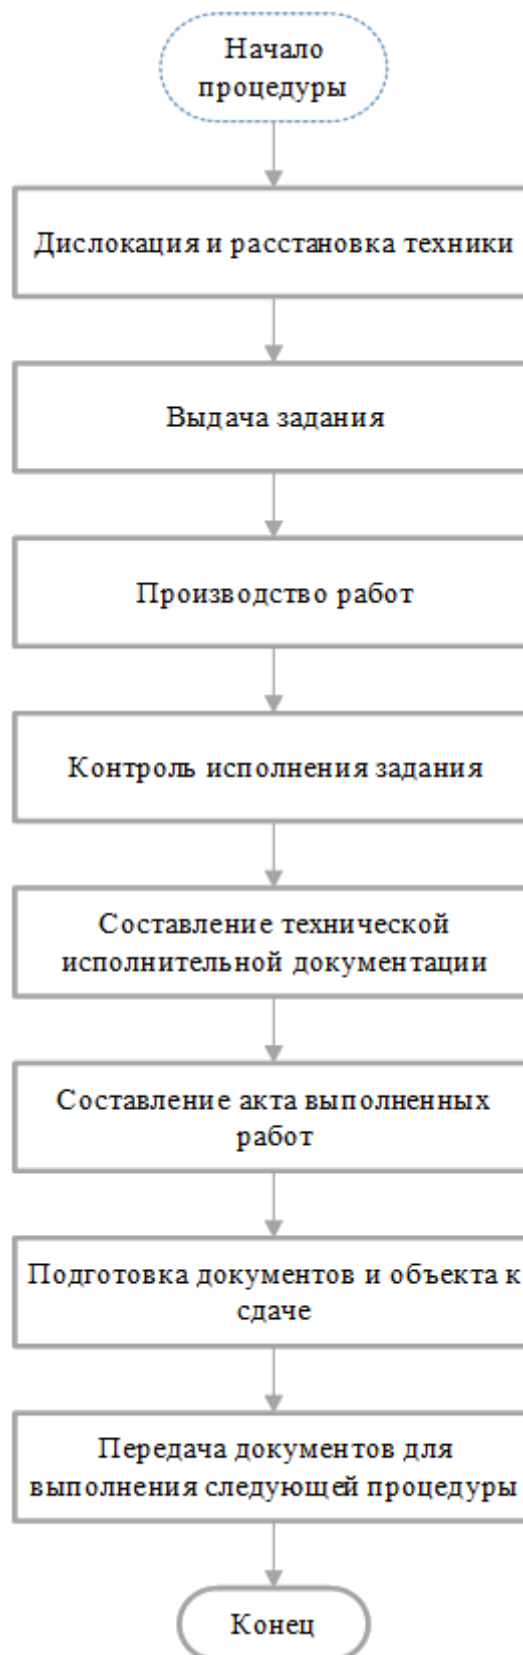 Начало
процедуры
Дислокация и расстановка техники
Выдача задания
Производство работ
Контроль исполнения задания
Составление технической
исполнительной документации
Составление акта выполненных
работ
Подготовка документов и объекта к
сдаче
Передача документов для
выполнения следующей процедуры
Конец